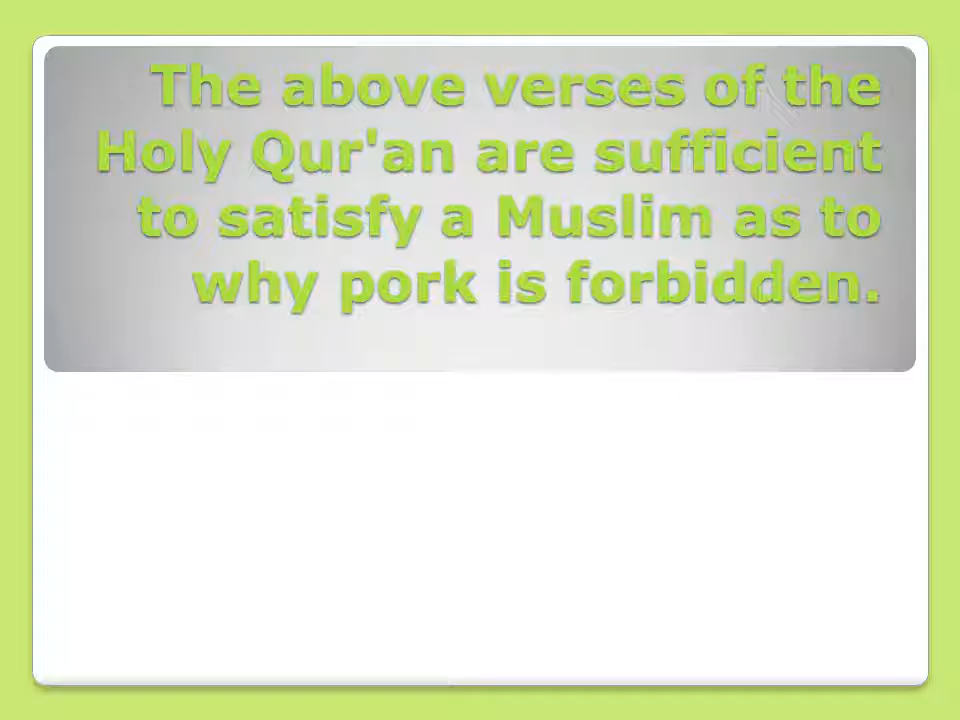 The above verses of the
Holy Qur'an are sufficient
to satisfy a Muslim as to
why pork is forbidden.